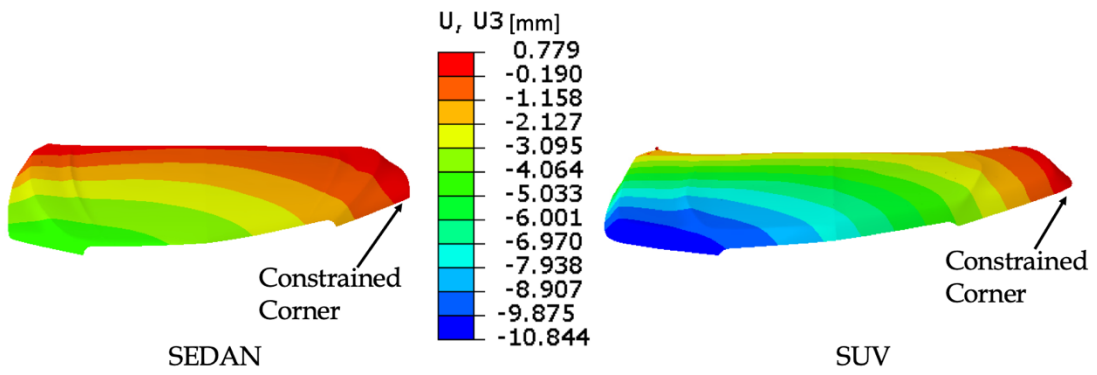 U, U3 [mm]
0.779
-0.190
-1.158
-2.127
-3.095
-4.064
-5.033
-6.001
-6.970
-7.938
-8.907
-9.875
-10.844
Constrained
Corner
SEDAN
Constrained
Corner
SUV